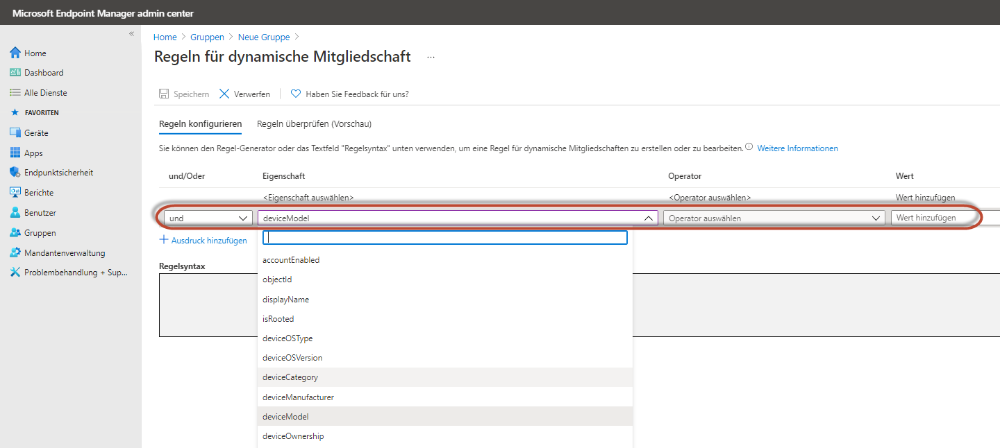 Microsoft Endpoint Manager admin center
«
Home
Dashboard
Alle Dienste
FAVORITEN
Geräte
Apps
Endpunktsicherheit
Berichte
Benutzer
Gruppen
Mandantenverwaltung
Problembehandlung + Sup...
Home > Gruppen > Neue Gruppe >
Regeln für dynamische Mitgliedschaft ...
Speichern Verwerfen Haben Sie Feedback für uns?
Regeln konfigurieren Regeln überprüfen (Vorschau)
Sie können den Regel-Generator oder das Textfeld "Regelsyntax" unten verwenden, um eine Regel für dynamische Mitgliedschaften zu erstellen oder zu bearbeiten. Weitere Informationen
und/Oder Eigenschaft Operator Wert
<Eigenschaft auswählen> <Operator auswählen> Wert hinzufügen
und deviceModel Operator auswählen Wert hinzufügen
+ Ausdruck hinzufügen
accountEnabled
objectId
displayName
isRooted
deviceOSType
deviceOSVersion
deviceCategory
deviceManufacturer
deviceModel
deviceOwnership
Regelsyntax